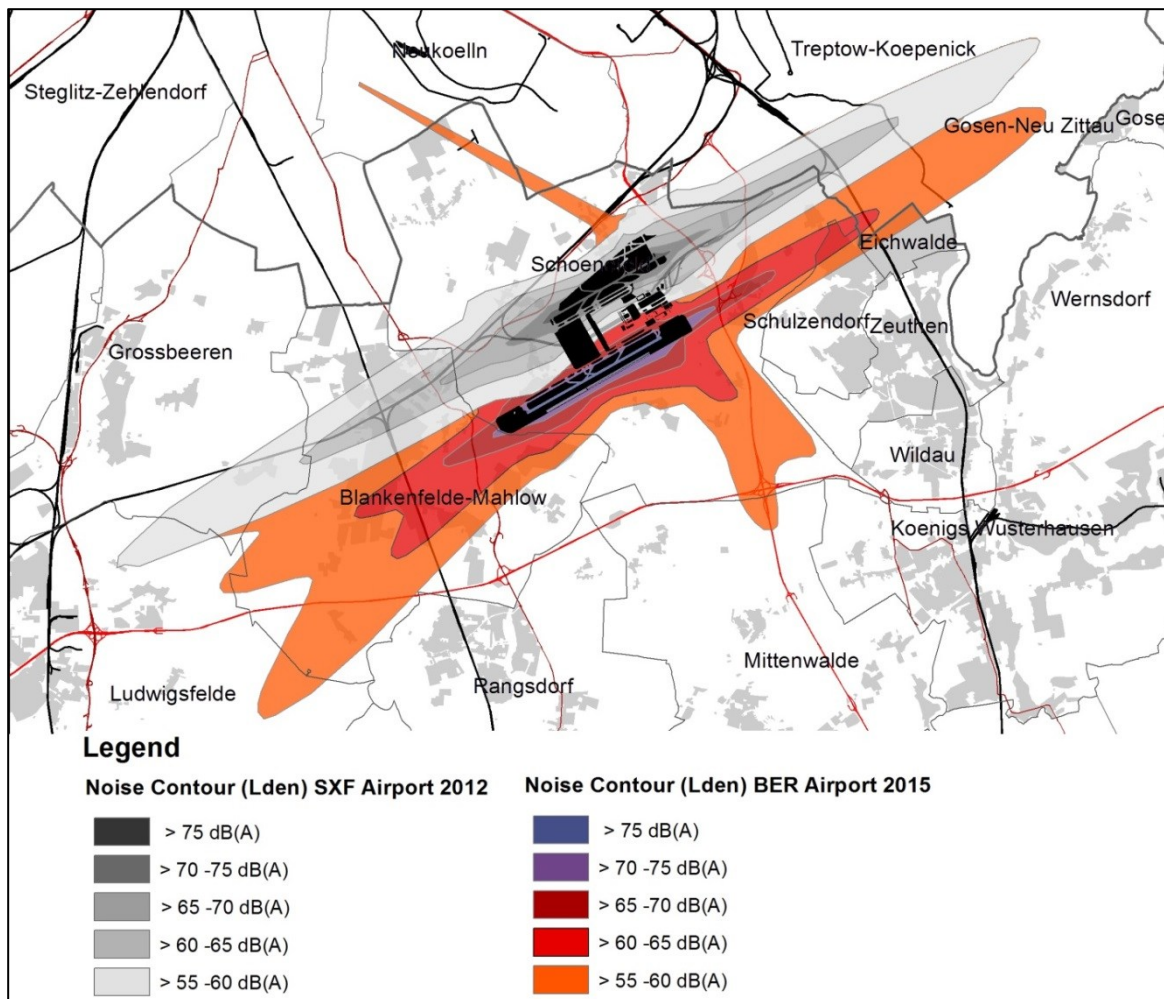 Neukoelln
Treptow-Koepenick
Steglitz-Zehlendorf
Gosen-Neu Zittau
Gose
Eichwalde
Wernsdorf
Grossbeeren
Schulzendorf
Zeuthen
Wildau
Blankenfelde-Mahlow
Koenigs Wusterhausen
Mittenwalde
Ludwigsfelde
Rangsdorf
Legend
Noise Contour (Lden) SXF Airport 2012
Noise Contour (Lden) BER Airport 2015
> 75 dB(A)
> 75 dB(A)
> 70 -75 dB(A)
> 70 -75 dB(A)
> 65 -70 dB(A)
> 65 -70 dB(A)
> 60 -65 dB(A)
> 60 -65 dB(A)
> 55 -60 dB(A)
> 55 -60 dB(A)